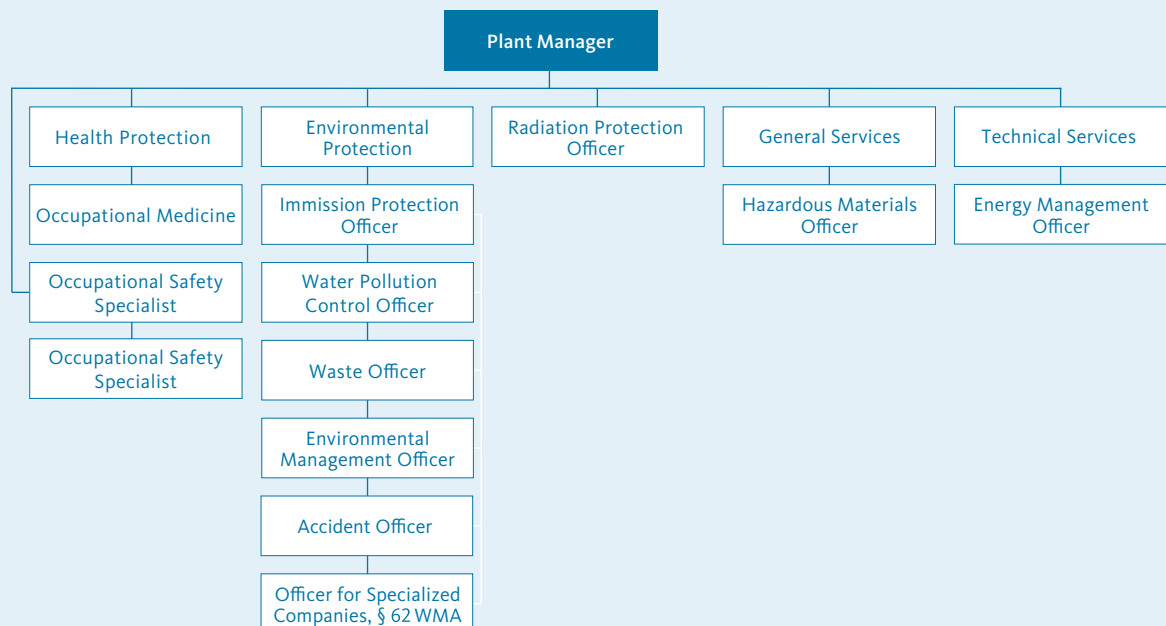 Plant Manager
Health Protection
Environmental
Protection
Radiation Protection
Officer
General Services
Technical Services
Occupational Medicine
Immission Protection
Officer
Hazardous Materials
Officer
Energy Management
Officer
Occupational Safety
Specialist
Water Pollution
Control Officer
Occupational Safety
Specialist
Waste Officer
Environmental
Management Officer
Accident Officer
Officer for Specialized
Companies, § 62 WMA